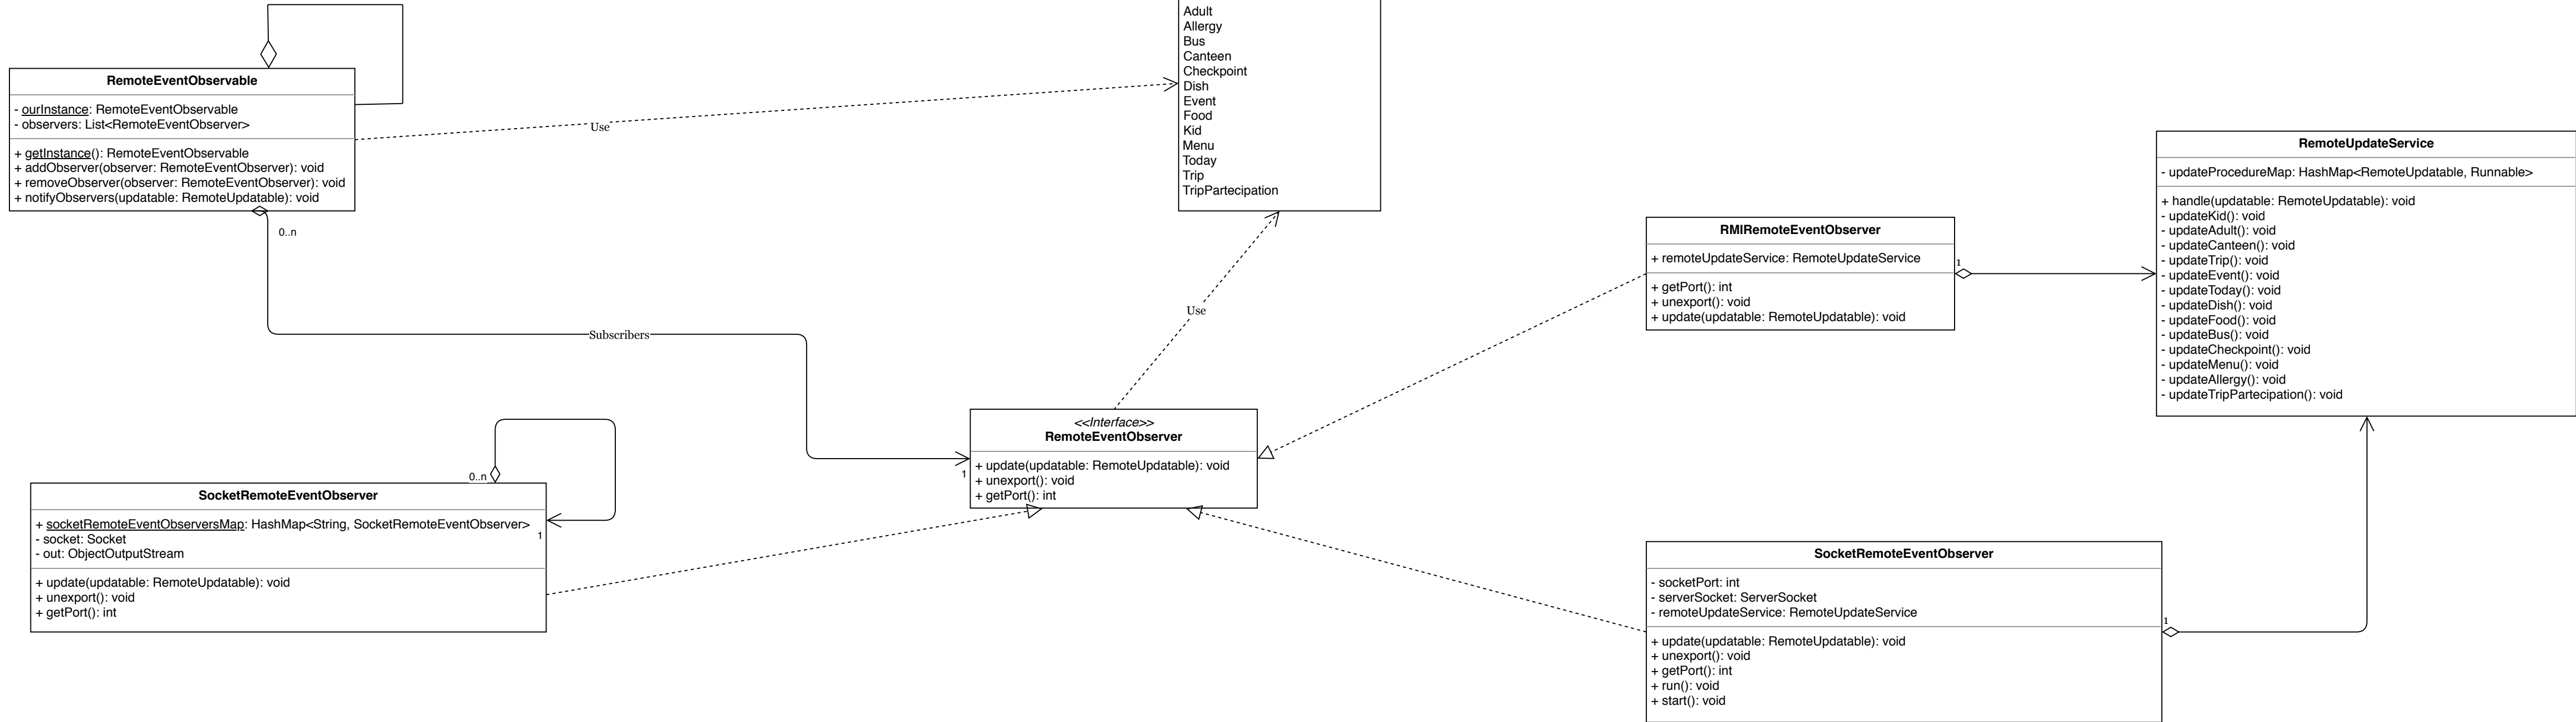 RemoteEventObservable
- ourInstance: RemoteEventObservable
- observers: List<RemoteEventObserver>
+ getInstance(): RemoteEventObservable
+ addObserver(observer: RemoteEventObserver): void
+ removeObserver(observer: RemoteEventObserver): void
+ notifyObservers(updatable: RemoteUpdatable): void
0..n
Use
Adult
Allergy
Bus
Canteen
Checkpoint
Dish
Event
Food
Kid
Menu
Today
Trip
TripPartecipation
Use
Subscribers
RMIRemoteEventObserver
+ remoteUpdateService: RemoteUpdateService
+ getPort(): int
+ unexport(): void
+ update(updatable: RemoteUpdatable): void
1
RemoteUpdateService
- updateProcedureMap: HashMap<RemoteUpdatable, Runnable>
+ handle(updatable: RemoteUpdatable): void
- updateKid(): void
- updateAdult(): void
- updateCanteen(): void
- updateTrip(): void
- updateEvent(): void
- updateToday(): void
- updateDish(): void
- updateFood(): void
- updateBus(): void
- updateCheckpoint(): void
- updateMenu(): void
- updateAllergy(): void
- updateTripPartecipation(): void
<<Interface>>
RemoteEventObserver
+ update(updatable: RemoteUpdatable): void
+ unexport(): void
+ getPort(): int
1
0..n
SocketRemoteEventObserver
+ socketRemoteEventObserversMap: HashMap<String, SocketRemoteEventObserver>
- socket: Socket
- out: ObjectOutputStream
+ update(updatable: RemoteUpdatable): void
+ unexport(): void
+ getPort(): int
1
SocketRemoteEventObserver
- socketPort: int
- serverSocket: ServerSocket
- remoteUpdateService: RemoteUpdateService
+ update(updatable: RemoteUpdatable): void
+ unexport(): void
+ getPort(): int
+ run(): void
+ start(): void
1